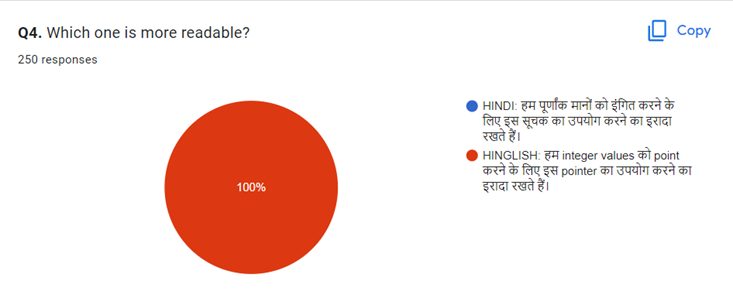 Q4. Which one is more readable?
Copy
250 responses
100%
HINDI: हम पूर्णांक मानों को इंगित करने के
लिए इस सूचक का उपयोग करने का इरादा
रखते हैं।
HINGLISH: हम integer values को point
करने के लिए इस pointer का उपयोग करने का
इरादा रखते हैं।